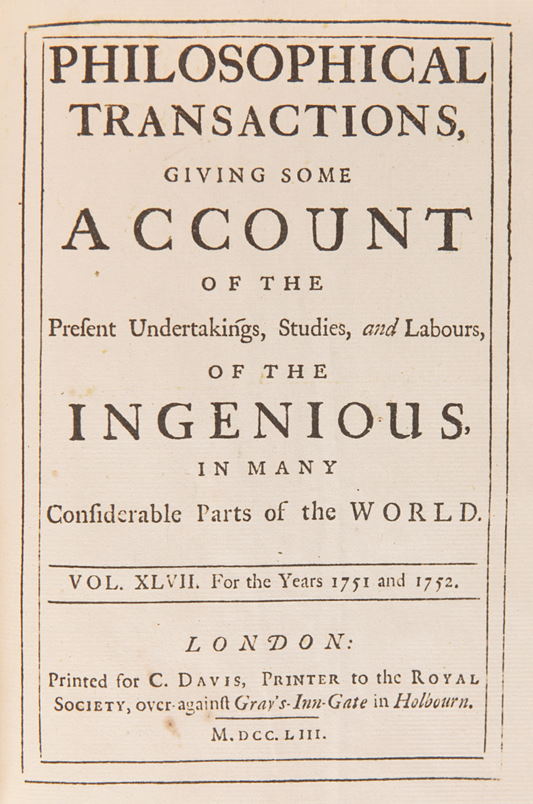 PHILOSOPHICAL
TRANSACTIONS,
GIVING SOME
ACCOUNT
OF THE
Preſent Undertakings, Studies, and Labours,
OF THE
INGENIOUS,
IN MANY
Conſiderable Parts of the WORLD.
VOL. XLVII. For the Years 1751 and 1752.
LONDON:
Printed for C. DAVIS, PRINTER to the ROYAL
SOCIETY, over-againſt Gray's-Inn-Gate in Holbourn.
M.DCC.LIII.